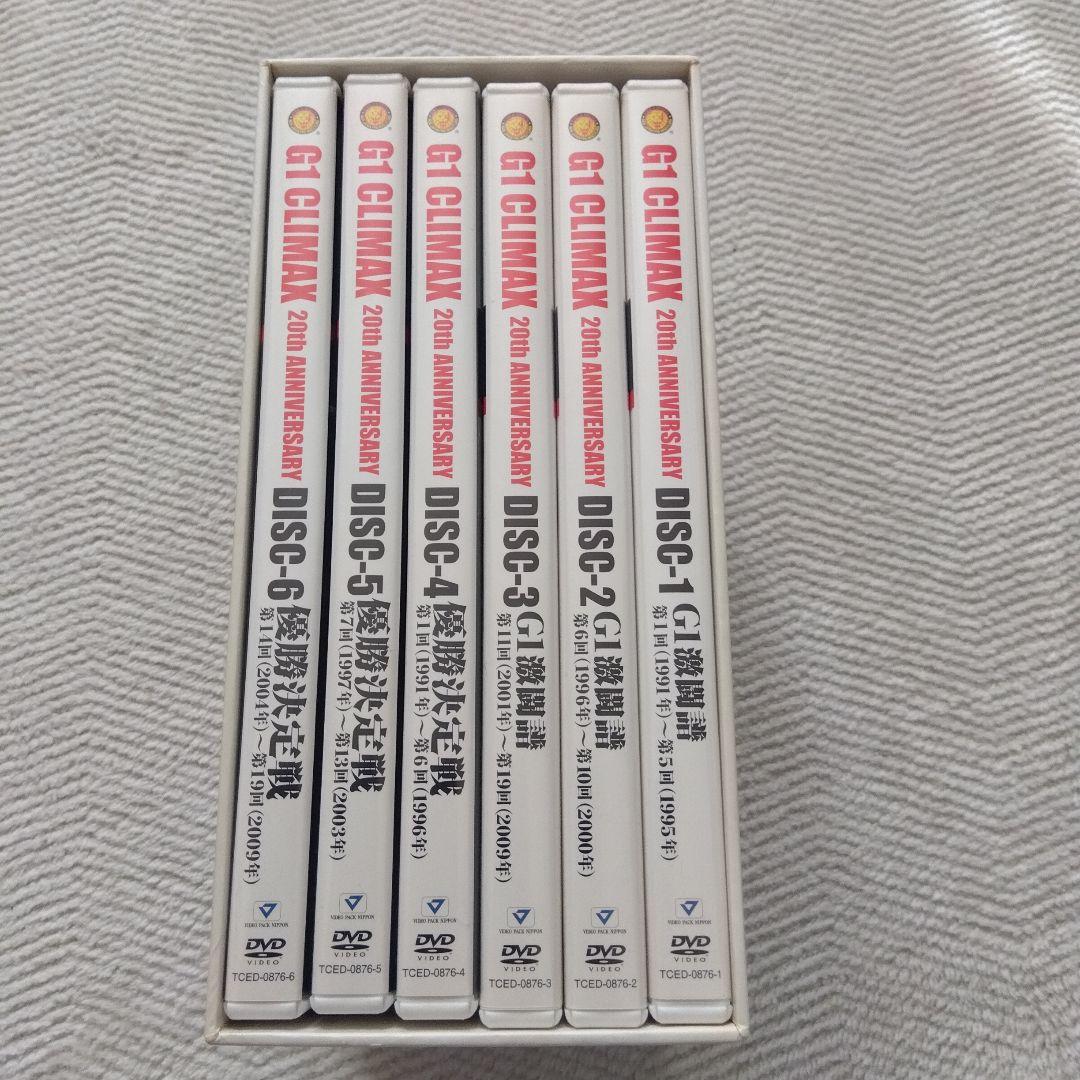 G1 CLIMAX 20th ANNIVERSARY DISC-6 優勝決定戦
第14回(2004年)～第19回(2009年)
VIDEO PACK NIPPON
DVD
VIDEO
TCED-0876-6
G1 CLIMAX 20th ANNIVERSARY DISC-5 優勝決定戦
第7回(1997年)～第13回(2003年)
VIDEO PACK NIPPON
DVD
VIDEO
TCED-0876-5
G1 CLIMAX 20th ANNIVERSARY DISC-4 優勝決定戦
第1回(1991年)～第6回(1996年)
VIDEO PACK NIPPON
DVD
VIDEO
TCED-0876-4
G1 CLIMAX 20th ANNIVERSARY DISC-3 G1激闘譜
第11回(2001年)～第19回(2009年)
VIDEO PACK NIPPON
DVD
VIDEO
TCED-0876-3
G1 CLIMAX 20th ANNIVERSARY DISC-2 G1激闘譜
第6回(1996年)～第10回(2000年)
VIDEO PACK NIPPON
DVD
VIDEO
TCED-0876-2
G1 CLIMAX 20th ANNIVERSARY DISC-1 G1激闘譜
第1回(1991年)～第5回(1995年)
VIDEO PACK NIPPON
DVD
VIDEO
TCED-0876-1